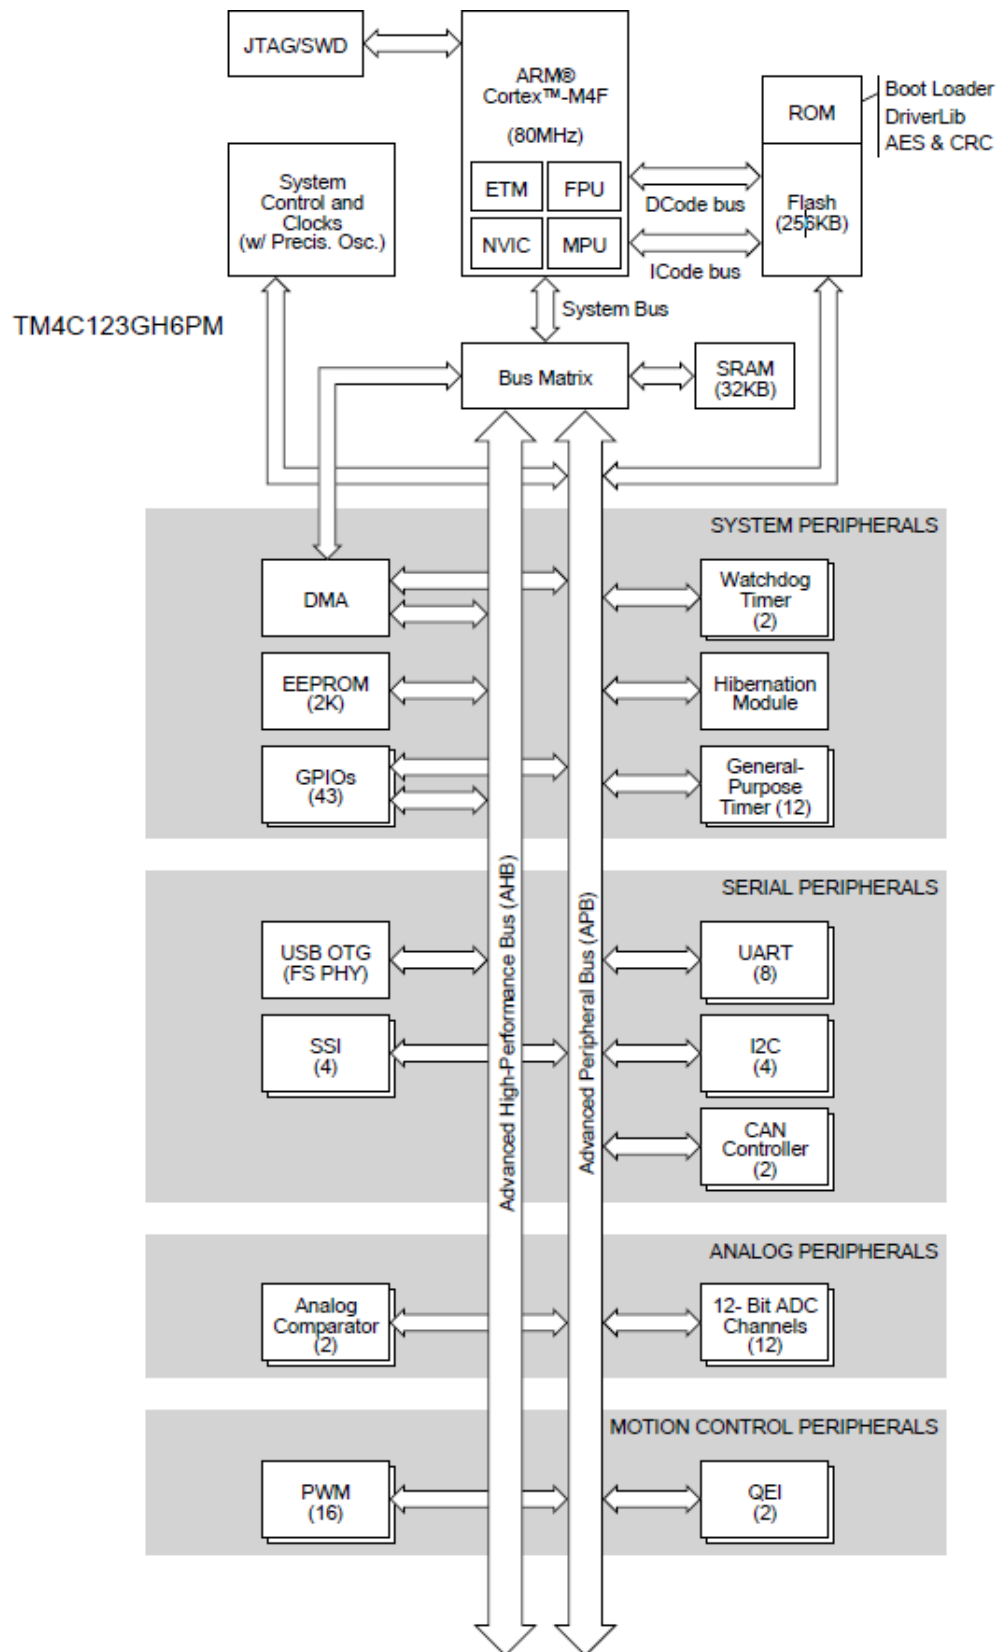 JTAG/SWD
ARM®
Cortex™-M4F
(80MHz)
ETM
FPU
NVIC
MPU
ROM
Boot Loader
DriverLib
AES & CRC
Flash
(256KB)
DCode bus
ICode bus
System
Control and
Clocks
(w/ Precis. Osc.)
TM4C123GH6PM
System Bus
Bus Matrix
SRAM
(32KB)
SYSTEM PERIPHERALS
DMA
Watchdog
Timer
(2)
EEPROM
(2K)
Hibernation
Module
GPIOs
(43)
General-
Purpose
Timer (12)
Advanced High-Performance Bus (AHB)
Advanced Peripheral Bus (APB)
SERIAL PERIPHERALS
USB OTG
(FS PHY)
UART
(8)
SSI
(4)
I2C
(4)
CAN
Controller
(2)
ANALOG PERIPHERALS
Analog
Comparator
(2)
12- Bit ADC
Channels
(12)
MOTION CONTROL PERIPHERALS
PWM
(16)
QEI
(2)